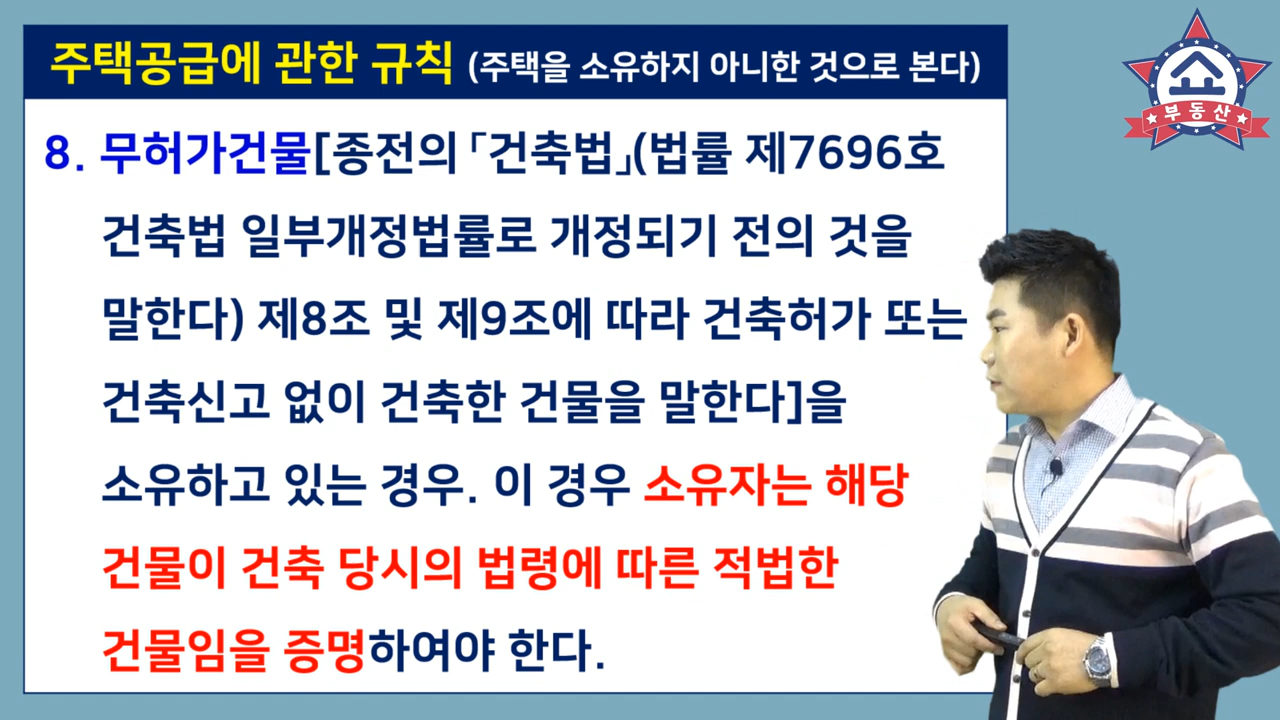 주택공급에 관한 규칙 (주택을 소유하지 아니한 것으로 본다)
부동산
8. 무허가건물[종전의 「건축법」(법률 제7696호
건축법 일부개정법률로 개정되기 전의 것을
말한다) 제8조 및 제9조에 따라 건축허가 또는
건축신고 없이 건축한 건물을 말한다]을
소유하고 있는 경우. 이 경우 소유자는 해당
건물이 건축 당시의 법령에 따른 적법한
건물임을 증명하여야 한다.